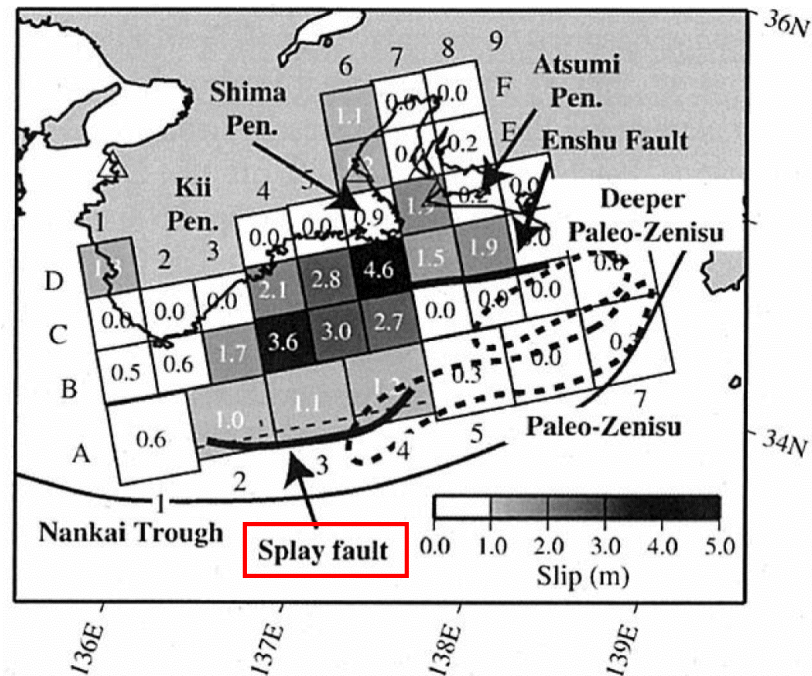 36N
6 7 8 9
Shima
Pen.
Atsumi
Pen.
1.1 0.0 0.0 F
E
Enshu Fault
0.2
Kii
Pen.
4 5
0.9 1.9 0.2 0.0
Deeper
Paleo-Zenisu
1 2 3
0.0 0.0
D
2.1 2.8 4.6 1.5 1.9 0.0
C
0.0 0.0 0.0
0.0 0.0 0.0
1.7 3.6 3.0 2.7
B
0.5 0.6
0.3 0.0
1.0 1.1
A
0.6
7
Paleo-Zenisu
2 3 4 5
34N
1
Nankai Trough
Splay fault
0.0 1.0 2.0 3.0 4.0 5.0
Slip (m)
136E 137E 138E 139E